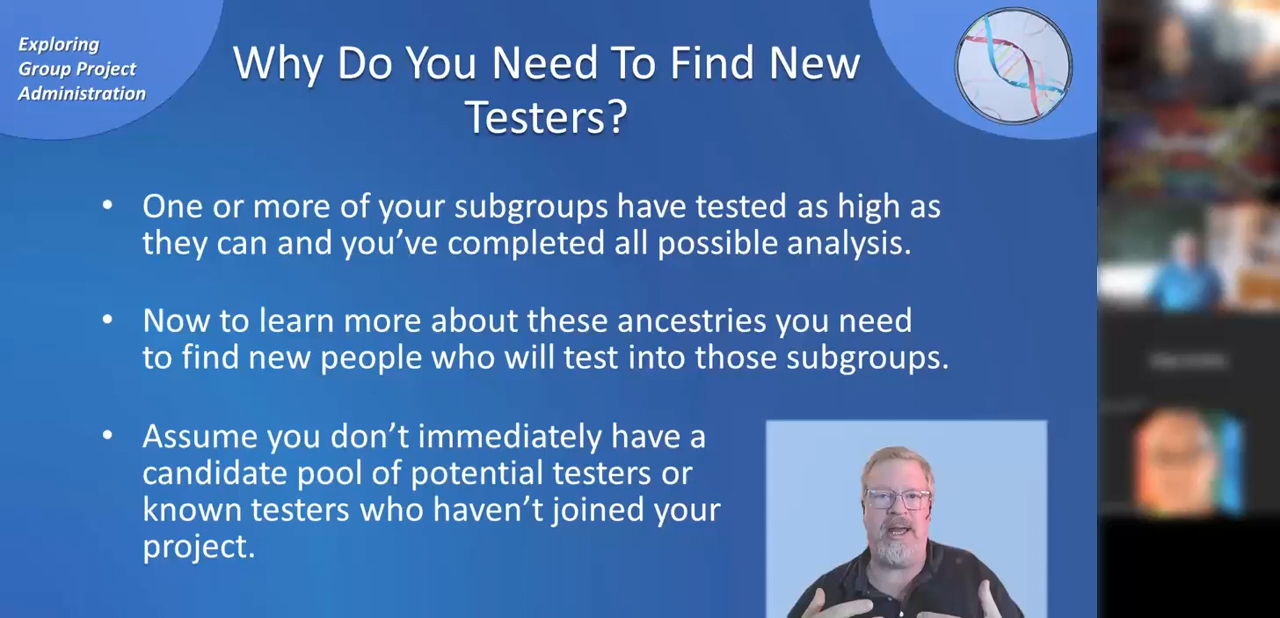 Exploring
Group Project
Administration
Why Do You Need To Find New
Testers?
• One or more of your subgroups have tested as high as
they can and you’ve completed all possible analysis.
• Now to learn more about these ancestries you need
to find new people who will test into those subgroups.
• Assume you don’t immediately have a
candidate pool of potential testers or
known testers who haven’t joined your
project.